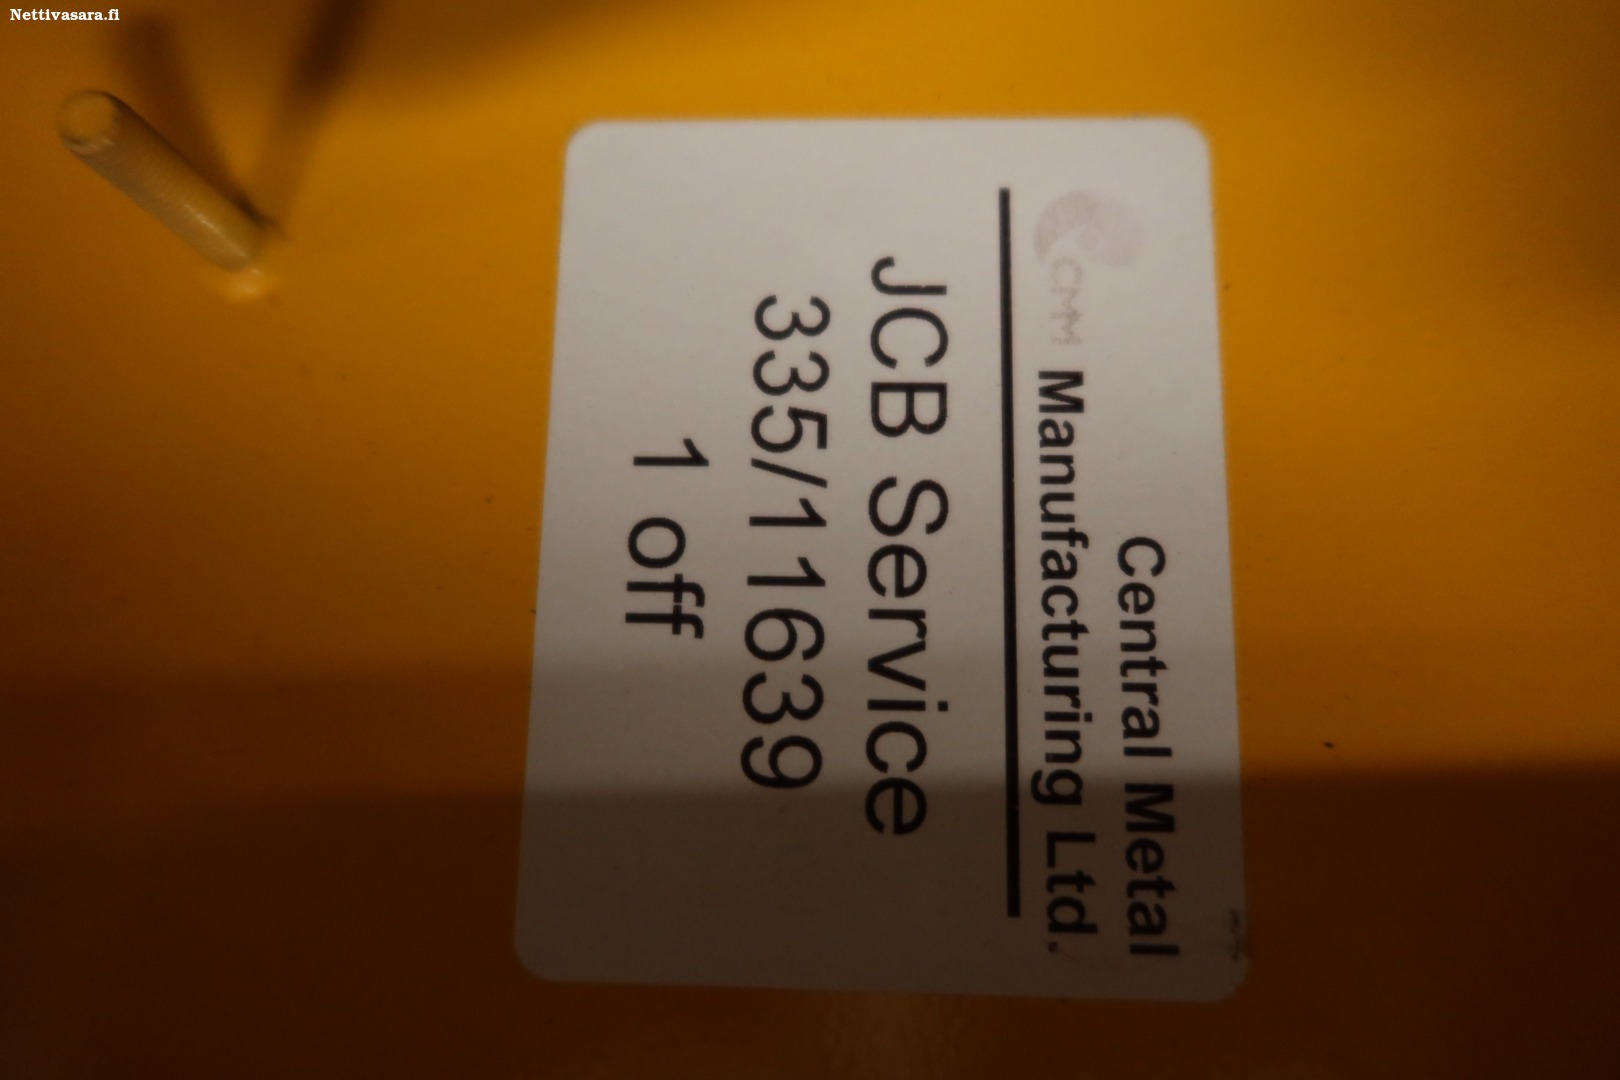 Nettivasara.fi
Central Metal
CMM Manufacturing Ltd.
JCB Service
335/11639
1 off